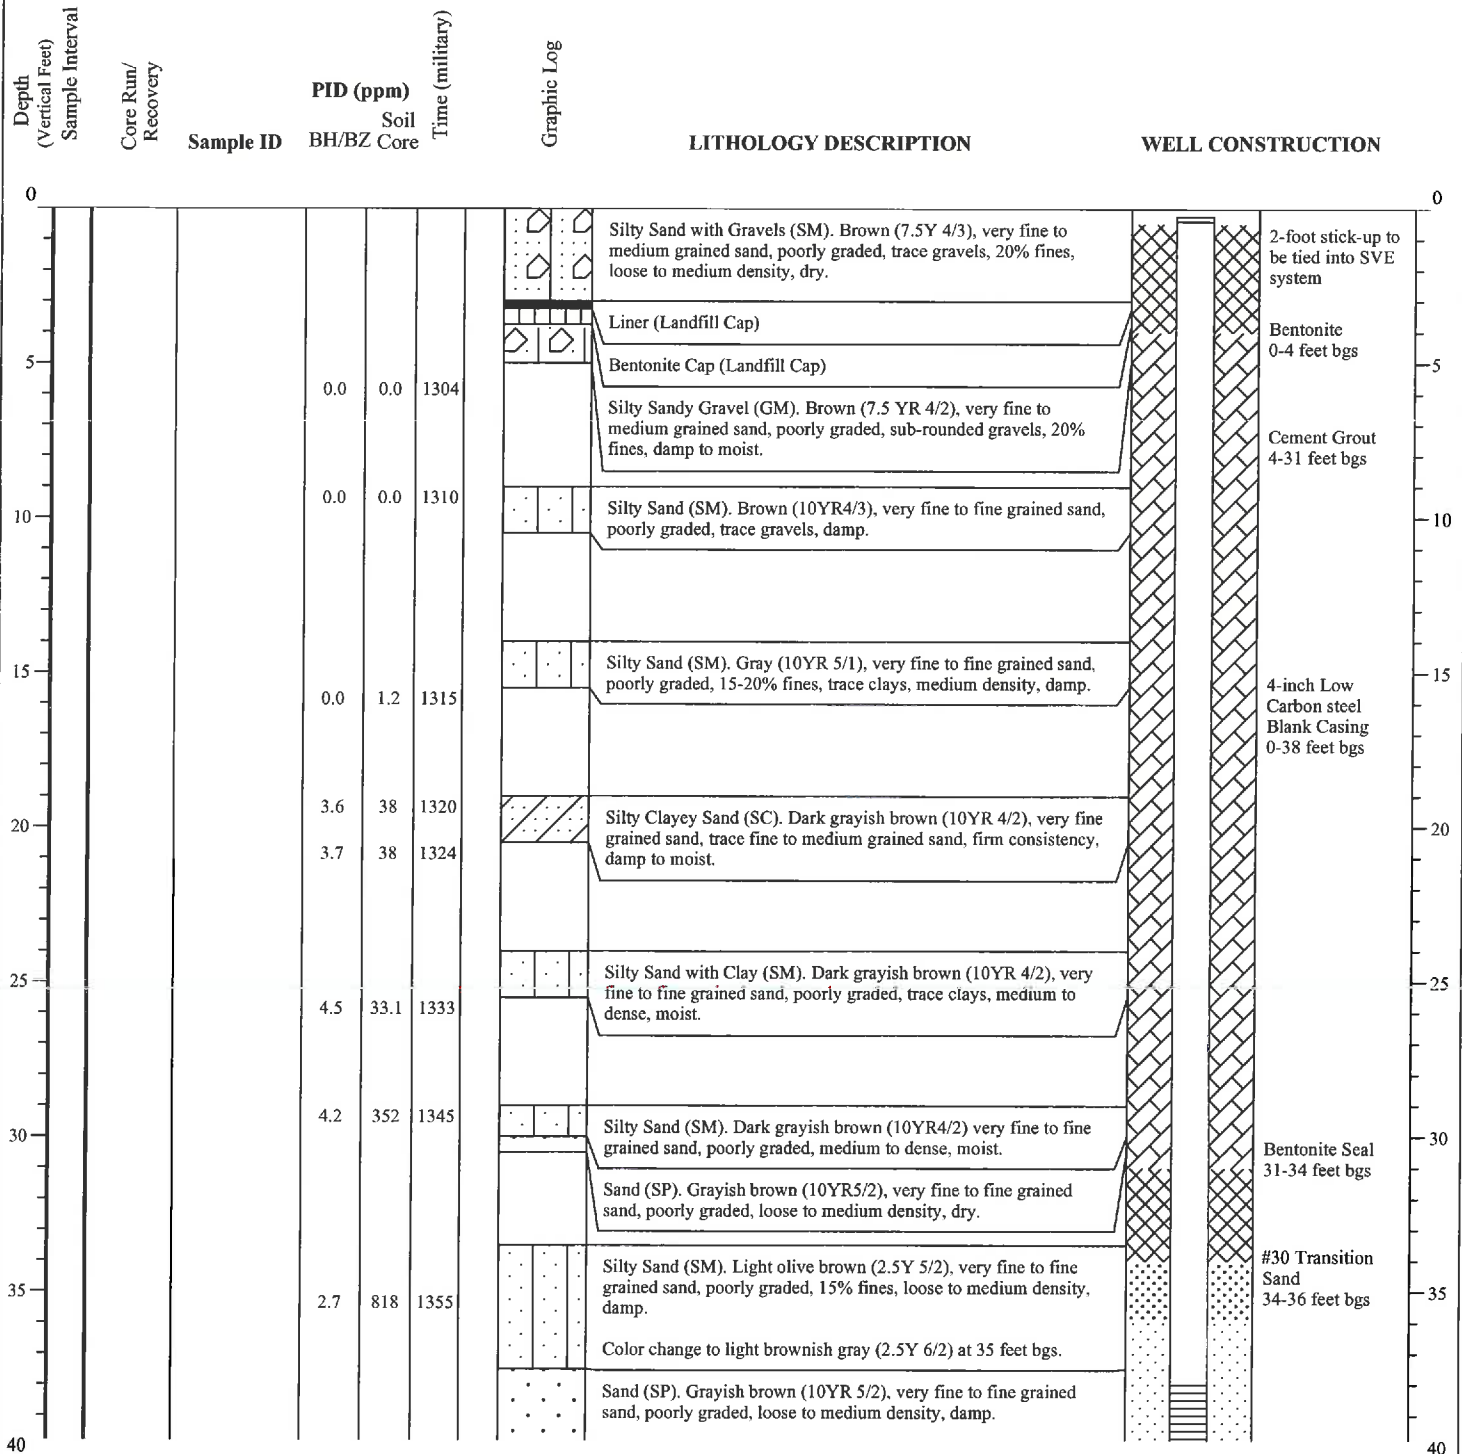 Depth
(Vertical Feet)
Sample Interval
Core Run/
Recovery
Sample ID
PID (ppm)
BH/BZ
Soil
Core
Time (military)
Graphic Log
LITHOLOGY DESCRIPTION
WELL CONSTRUCTION
0
0
Silty Sand with Gravels (SM). Brown (7.5Y 4/3), very fine to
medium grained sand, poorly graded, trace gravels, 20% fines,
loose to medium density, dry.
2-foot stick-up to
be tied into SVE
system
Liner (Landfill Cap)
Bentonite
0-4 feet bgs
5
Bentonite Cap (Landfill Cap)
5
0.0 0.0 1304
Silty Sandy Gravel (GM). Brown (7.5 YR 4/2), very fine to
medium grained sand, poorly graded, sub-rounded gravels, 20%
fines, damp to moist.
Cement Grout
4-31 feet bgs
0.0 0.0 1310
10
Silty Sand (SM). Brown (10YR4/3), very fine to fine grained sand,
poorly graded, trace gravels, damp.
10
15
Silty Sand (SM). Gray (10YR 5/1), very fine to fine grained sand,
poorly graded, 15-20% fines, trace clays, medium density, damp.
15
0.0 1.2 1315
4-inch Low
Carbon steel
Blank Casing
0-38 feet bgs
3.6 38 1320
20
3.7 38 1324
Silty Clayey Sand (SC). Dark grayish brown (10YR 4/2), very fine
grained sand, trace fine to medium grained sand, firm consistency,
damp to moist.
20
25
4.5 33.1 1333
Silty Sand with Clay (SM). Dark grayish brown (10YR 4/2), very
fine to fine grained sand, poorly graded, trace clays, medium to
dense, moist.
25
4.2 352 1345
30
Silty Sand (SM). Dark grayish brown (10YR4/2) very fine to fine
grained sand, poorly graded, medium to dense, moist.
30
Bentonite Seal
31-34 feet bgs
Sand (SP). Grayish brown (10YR5/2), very fine to fine grained
sand, poorly graded, loose to medium density, dry.
35
2.7 818 1355
Silty Sand (SM). Light olive brown (2.5Y 5/2), very fine to fine
grained sand, poorly graded, 15% fines, loose to medium density,
damp.
#30 Transition
Sand
34-36 feet bgs
35
Color change to light brownish gray (2.5Y 6/2) at 35 feet bgs.
Sand (SP). Grayish brown (10YR 5/2), very fine to fine grained
sand, poorly graded, loose to medium density, damp.
40
40